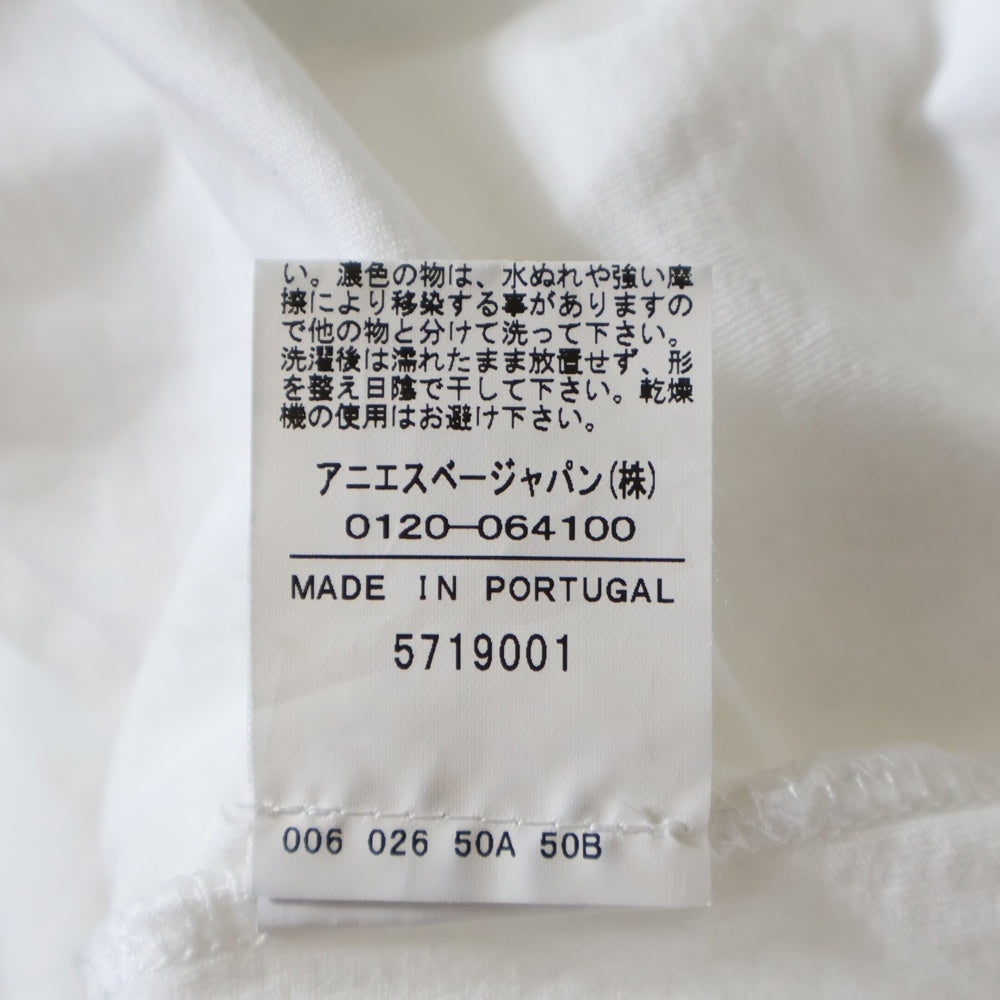 い。濃色の物は、水ぬれや強い摩
擦により移染する事がありますの
で他の物と分けて洗って下さい。
洗濯後は濡れたまま放置せず、形
を整え日陰で干して下さい。乾燥
機の使用はお避け下さい。
アニエスベージャパン(株)
0120-064100
MADE IN PORTUGAL
5719001
006 026 50A 50B